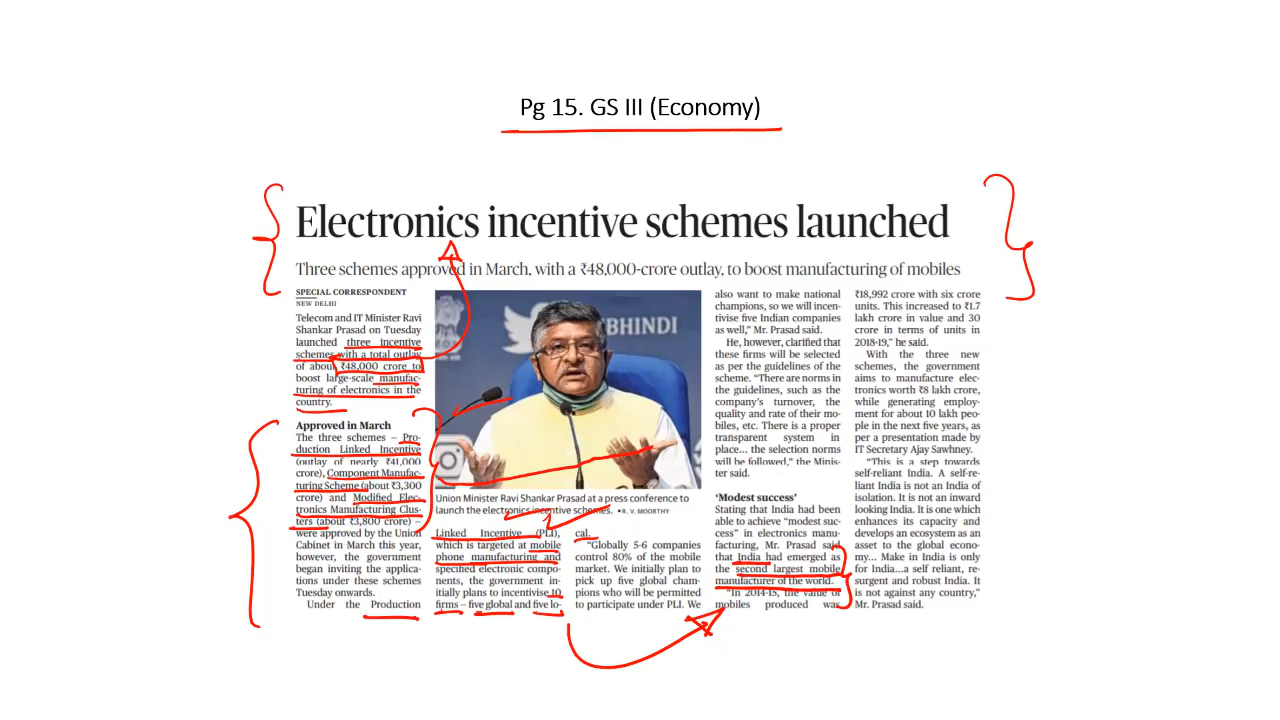 Pg 15. GS III (Economy)
Electronics incentive schemes launched
Three schemes approved in March, with a ₹48,000-crore outlay, to boost manufacturing of mobiles
SPECIAL CORRESPONDENT
NEW DELHI
Telecom and IT Minister Ravi
Shankar Prasad on Tuesday
launched three incentive
schemes with a total outlay
of about ₹48,000 crore to
boost large-scale manufac-
turing of electronics in the
country.
Approved in March
The three schemes – Pro-
duction Linked Incentive
(outlay of nearly ₹41,000
crore), Component Manufac-
turing Scheme (about ₹3,300
crore) and Modified Elec-
tronics Manufacturing Clus-
ters (about ₹3,800 crore) –
were approved by the Union
Cabinet in March this year,
however, the government
began inviting the applica-
tions under these schemes
Tuesday onwards.
Under the Production
BHINDI
Union Minister Ravi Shankar Prasad at a press conference to
launch the electronics incentive schemes. • R. V. MOORTHY
Linked Incentive (PLI),
which is targeted at mobile
phone manufacturing and
specified electronic compo-
nents, the government in-
itially plans to incentivise 10
firms – five global and five lo-
cal.
“Globally 5-6 companies
control 80% of the mobile
market. We initially plan to
pick up five global cham-
pions who will be permitted
to participate under PLI. We
also want to make national
champions, so we will incen-
tivise five Indian companies
as well,” Mr. Prasad said.
He, however, clarified that
these firms will be selected
as per the guidelines of the
scheme. “There are norms in
the guidelines, such as the
company’s turnover, the
quality and rate of their mo-
biles, etc. There is a proper
transparent system in
place... the selection norms
will be followed,” the Minis-
ter said.
‘Modest success’
Stating that India had been
able to achieve “modest suc-
cess” in electronics manu-
facturing, Mr. Prasad said
that India had emerged as
the second largest mobile
manufacturer of the world.
“In 2014-15, the value of
mobiles produced was
₹18,992 crore with six crore
units. This increased to ₹1.7
lakh crore in value and 30
crore in terms of units in
2018-19,” he said.
With the three new
schemes, the government
aims to manufacture elec-
tronics worth ₹8 lakh crore,
while generating employ-
ment for about 10 lakh peo-
ple in the next five years, as
per a presentation made by
IT Secretary Ajay Sawhney.
“This is a step towards
self-reliant India. A self-re-
liant India is not an India of
isolation. It is not an inward
looking India. It is one which
enhances its capacity and
develops an ecosystem as an
asset to the global econo-
my... Make in India is only
for India...a self reliant, re-
surgent and robust India. It
is not against any country,”
Mr. Prasad said.